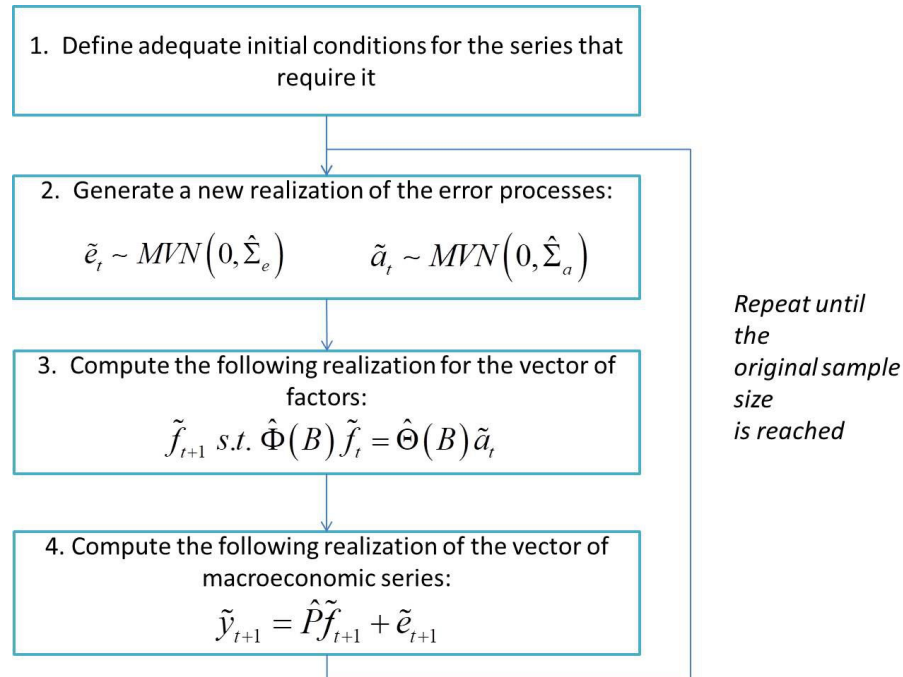 1. Define adequate initial conditions for the series that
require it
2. Generate a new realization of the error processes:
ẽ_t ~ MVN(0, Σ̂_e)  ã_t ~ MVN(0, Σ̂_a)
3. Compute the following realization for the vector of
factors:
f̃_{t+1} s.t. Φ̂(B) f̃_t = Θ̂(B) ã_t
4. Compute the following realization of the vector of
macroeconomic series:
ỹ_{t+1} = P̂ f̃_{t+1} + ẽ_{t+1}
Repeat until
the
original sample
size
is reached